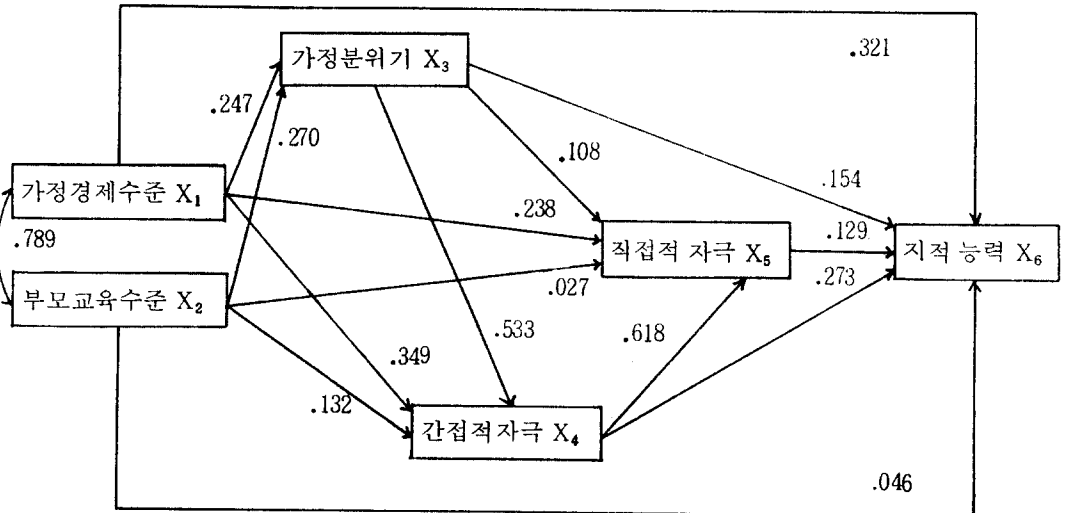 가정분위기 X₃
.321
.247
.270
.108
.154
가정경제수준 X₁
.238
.129
.789
직접적 자극 X₅
지적 능력 X₆
부모교육수준 X₂
.027
.273
.533
.618
.349
.132
간접적자극 X₄
.046